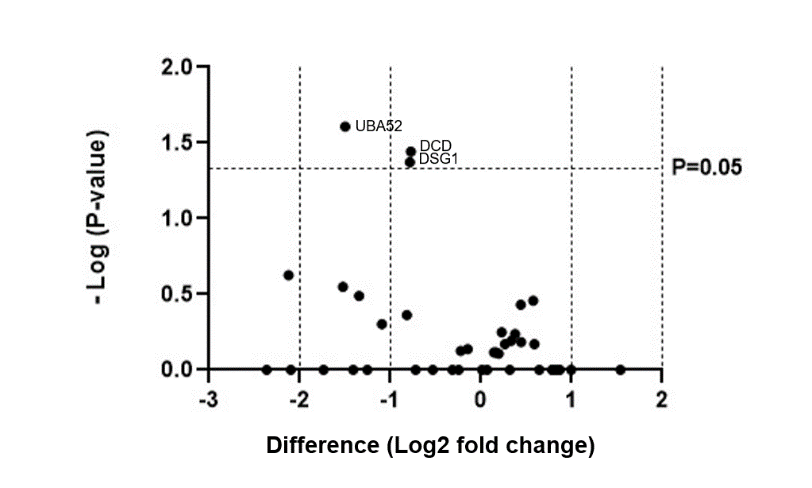 2.0
UBA52
1.5
DCD
DSG1
P=0.05
- Log (P-value)
1.0
0.5
0.0
-3 -2 -1 0 1 2
Difference (Log2 fold change)